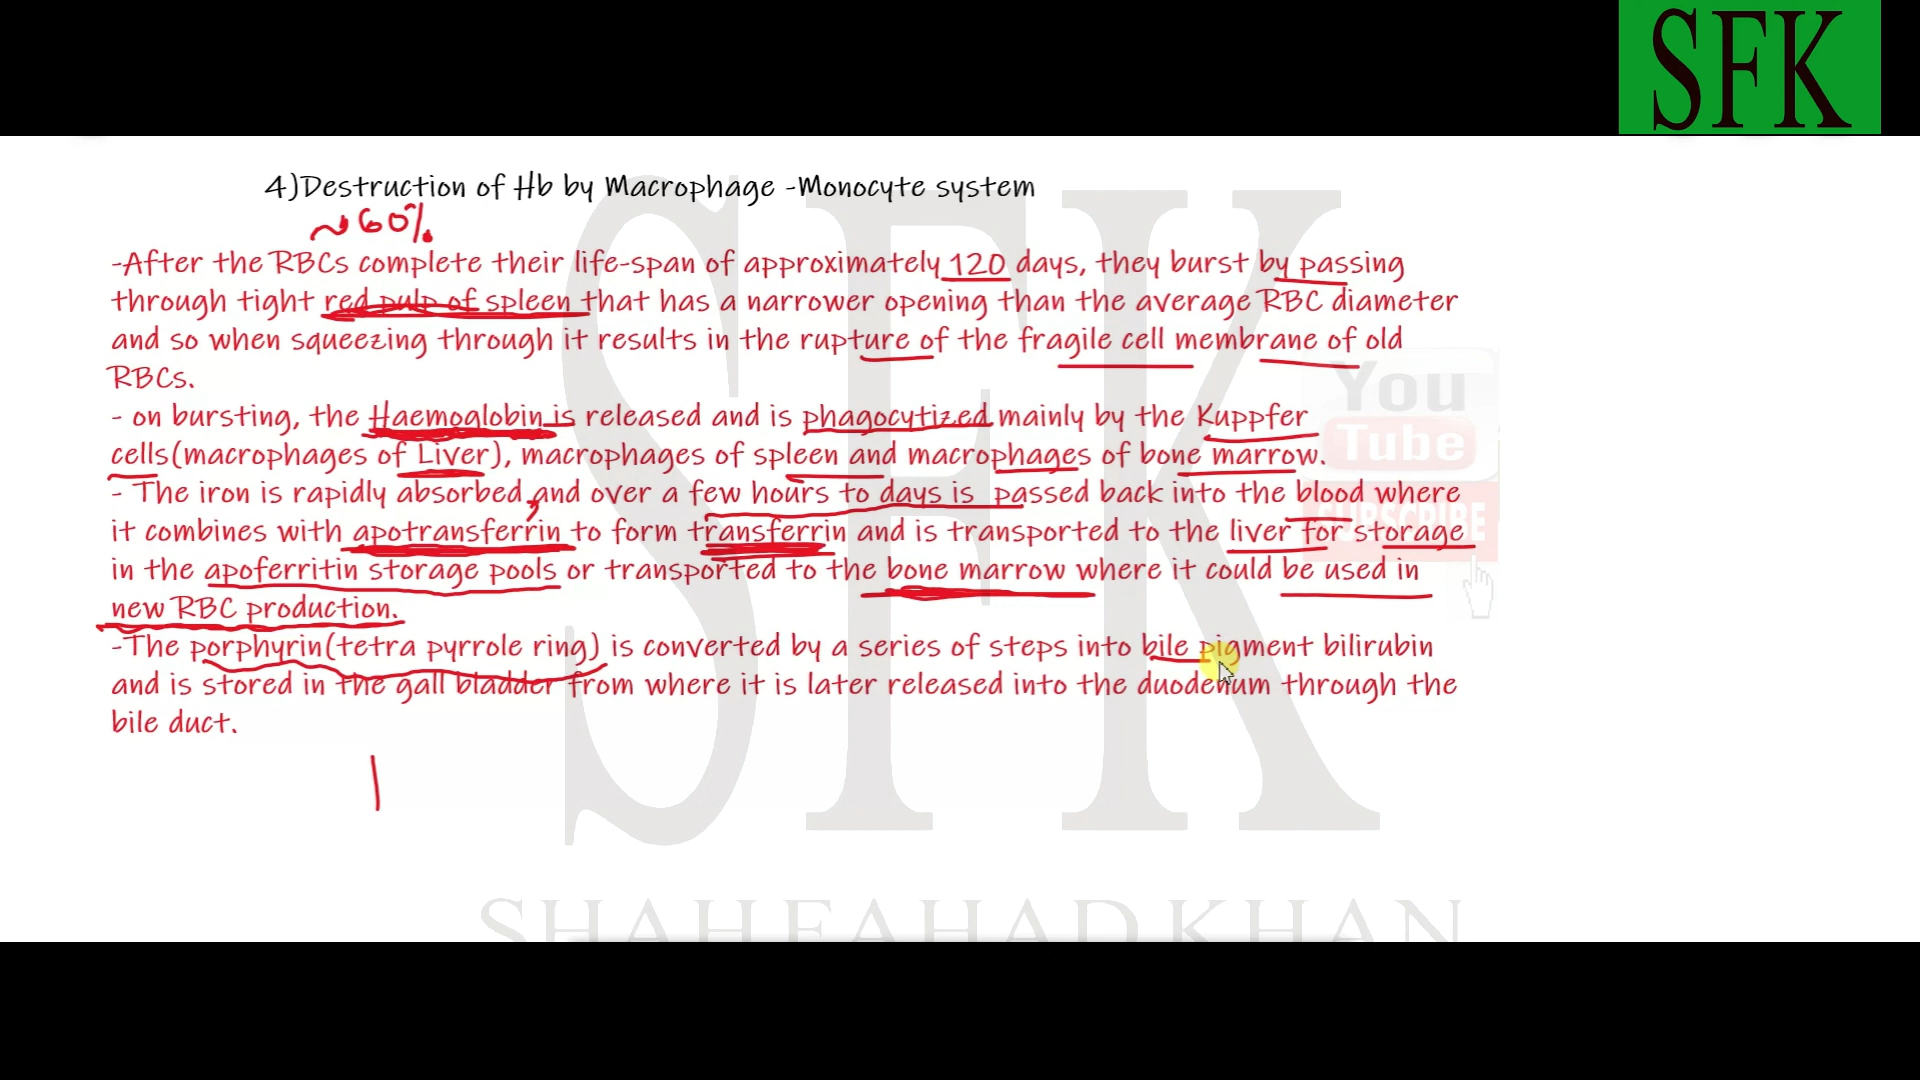 SFK
4)Destruction of Hb by Macrophage -Monocyte system
~60%.
-After the RBCs complete their life-span of approximately 120 days, they burst by passing
through tight red pulp of spleen that has a narrower opening than the average RBC diameter
and so when squeezing through it results in the rupture of the fragile cell membrane of old
RBCs.
- on bursting, the Haemoglobin is released and is phagocytized mainly by the Kuppfer
cells(macrophages of Liver), macrophages of spleen and macrophages of bone marrow.
- The iron is rapidly absorbed and over a few hours to days is passed back into the blood where
it combines with apotransferrin to form transferrin and is transported to the liver for storage
in the apoferritin storage pools or transported to the bone marrow where it could be used in
new RBC production.
-The porphyrin(tetra pyrrole ring) is converted by a series of steps into bile pigment bilirubin
and is stored in the gall bladder from where it is later released into the duodenum through the
bile duct.
SFK
You
Tube
SUBSCRIBE
SHAH FAHAD KHAN